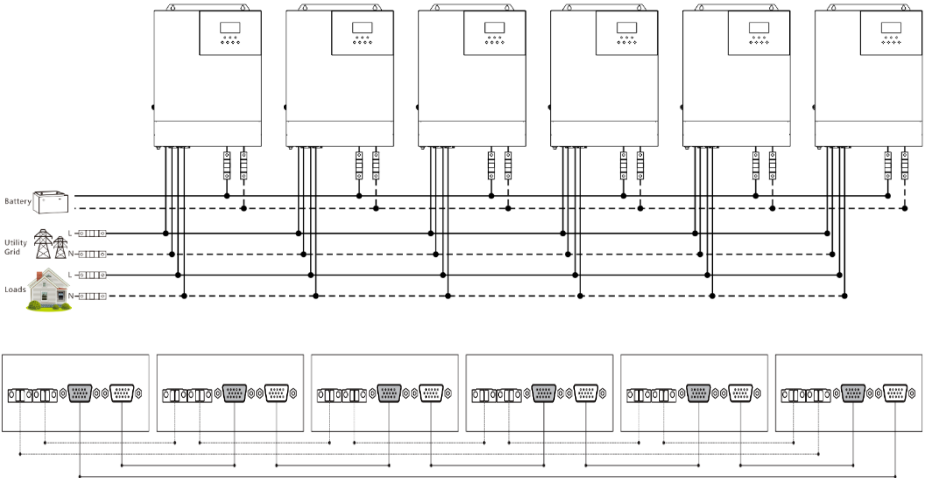 Battery
Utility
Grid
L
N
Loads
L
N